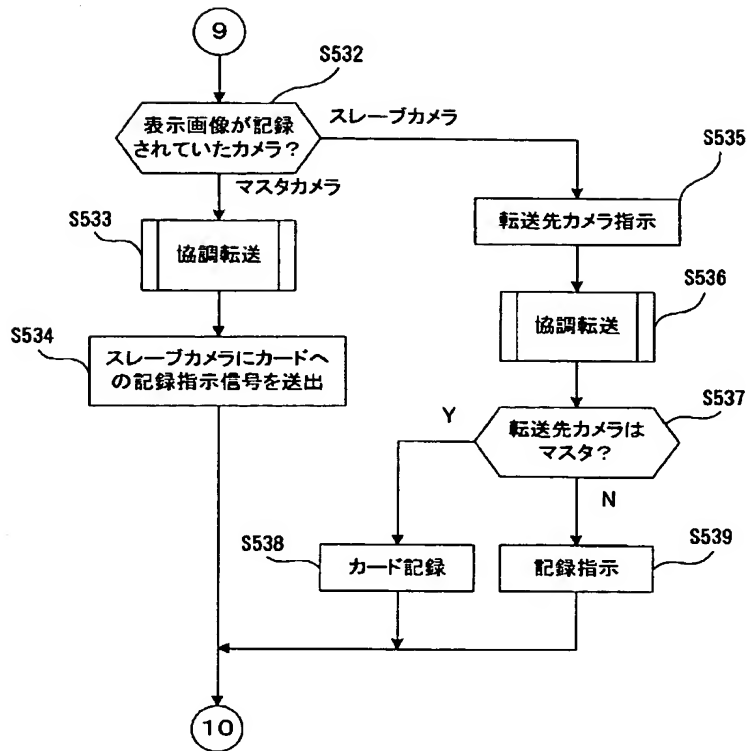 9
S532
表示画像が記録
されていたカメラ?
スレーブカメラ
マスタカメラ
S535
転送先カメラ指示
S533
協調転送
S536
協調転送
S534
スレーブカメラにカードへ
の記録指示信号を送出
S537
転送先カメラは
マスタ?
Y
N
S538
カード記録
S539
記録指示
10